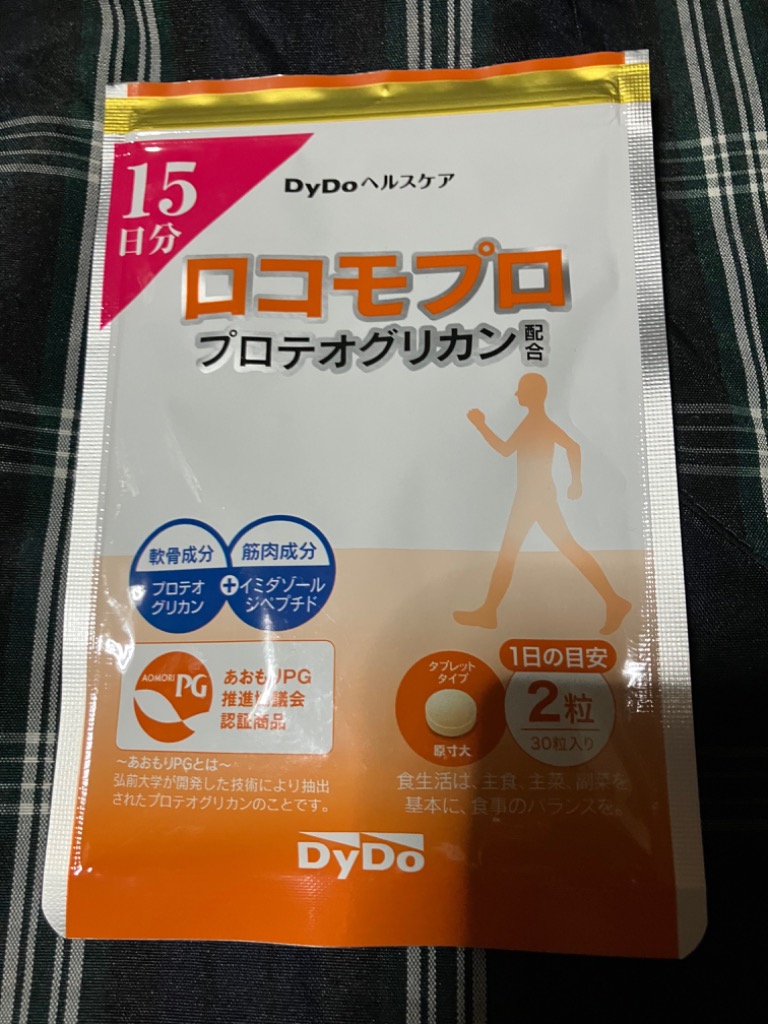 15
日分
DyDoヘルスケア
ロコモプロ
プロテオグリカン配合
軟骨成分
プロテオ
グリカン
+
筋肉成分
イミダゾール
ジペプチド
AOMORI PG
あおもりPG
推進協議会
認証商品
~あおもりPGとは~
弘前大学が開発した技術により抽出
されたプロテオグリカンのことです。
タブレット
タイプ
原寸大
1日の目安
2粒
30粒入り
食生活は、主食、主菜、副菜を
基本に、食事のバランスを。
DyDo